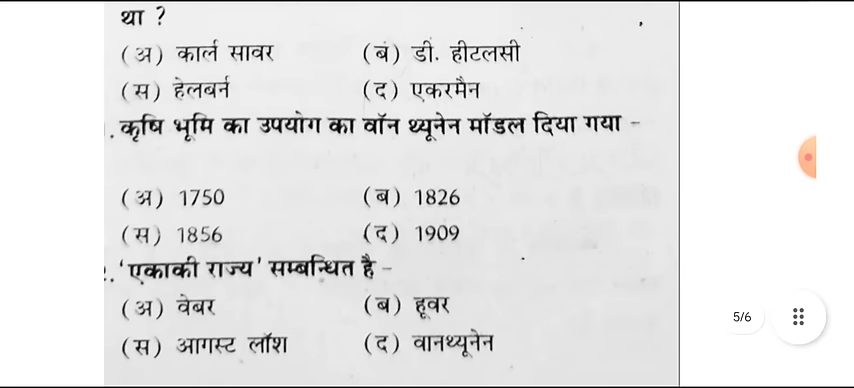 था ?
(अ) कार्ल सावर (ब) डी. हीटलसी
(स) हेलबर्न (द) एकरमैन
. कृषि भूमि का उपयोग का वॉन थ्यूनेन मॉडल दिया गया -
(अ) 1750 (ब) 1826
(स) 1856 (द) 1909
. 'एकाकी राज्य' सम्बन्धित है -
(अ) वेबर (ब) हूवर
5/6
(स) आगस्ट लॉश (द) वानथ्यूनेन